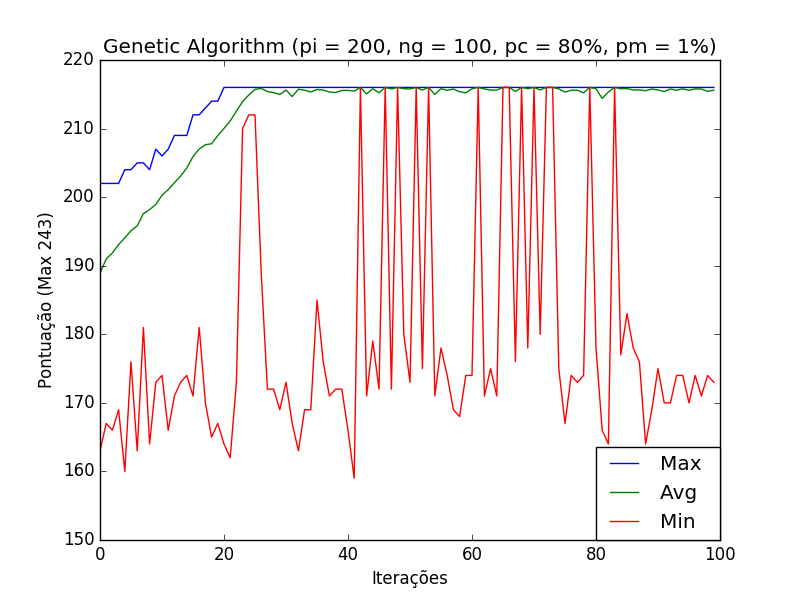 Genetic Algorithm (pi = 200, ng = 100, pc = 80%, pm = 1%)
220
210
200
190
180
170
160
150
Pontuação (Max 243)
Max
Avg
Min
0 20 40 60 80 100
Iterações